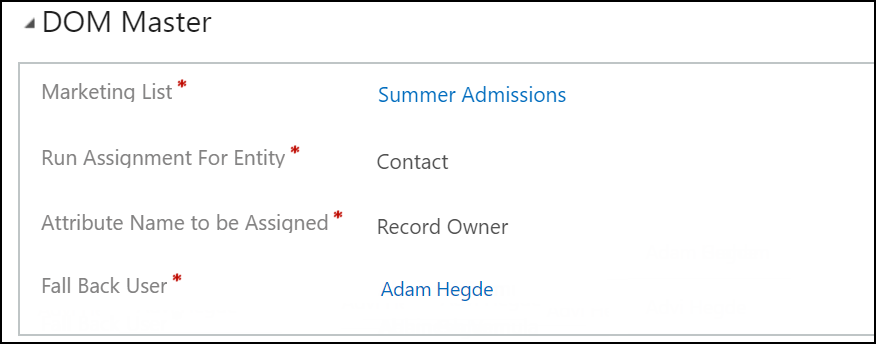 DOM Master
Marketing List * Summer Admissions
Run Assignment For Entity * Contact
Attribute Name to be Assigned * Record Owner
Fall Back User * Adam Hegde